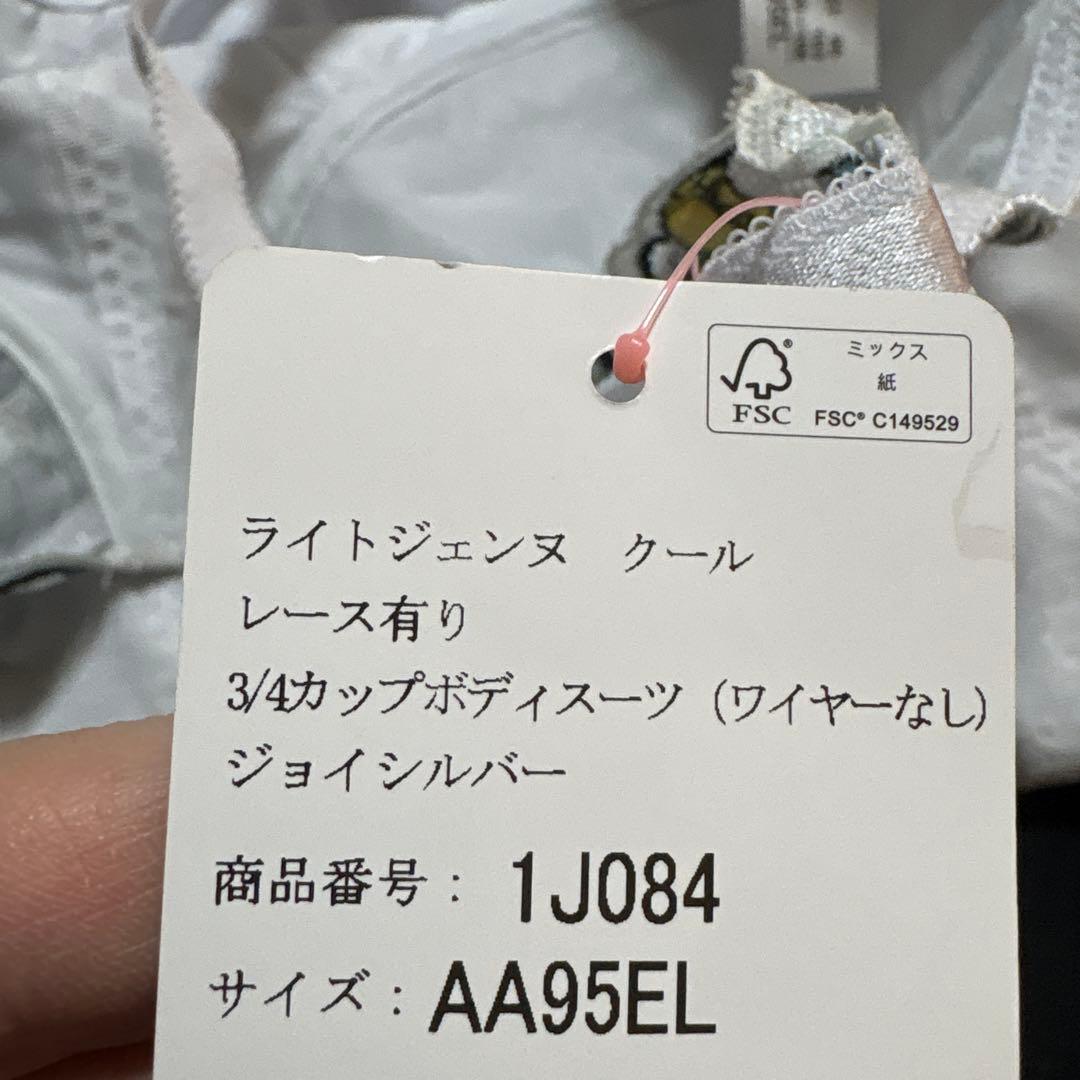 ミックス
紙
FSC®
FSC® C149529
ライトジェンヌ クール
レース有り
3/4カップボディスーツ (ワイヤーなし)
ジョイシルバー
商品番号: 1J084
サイズ: AA95EL